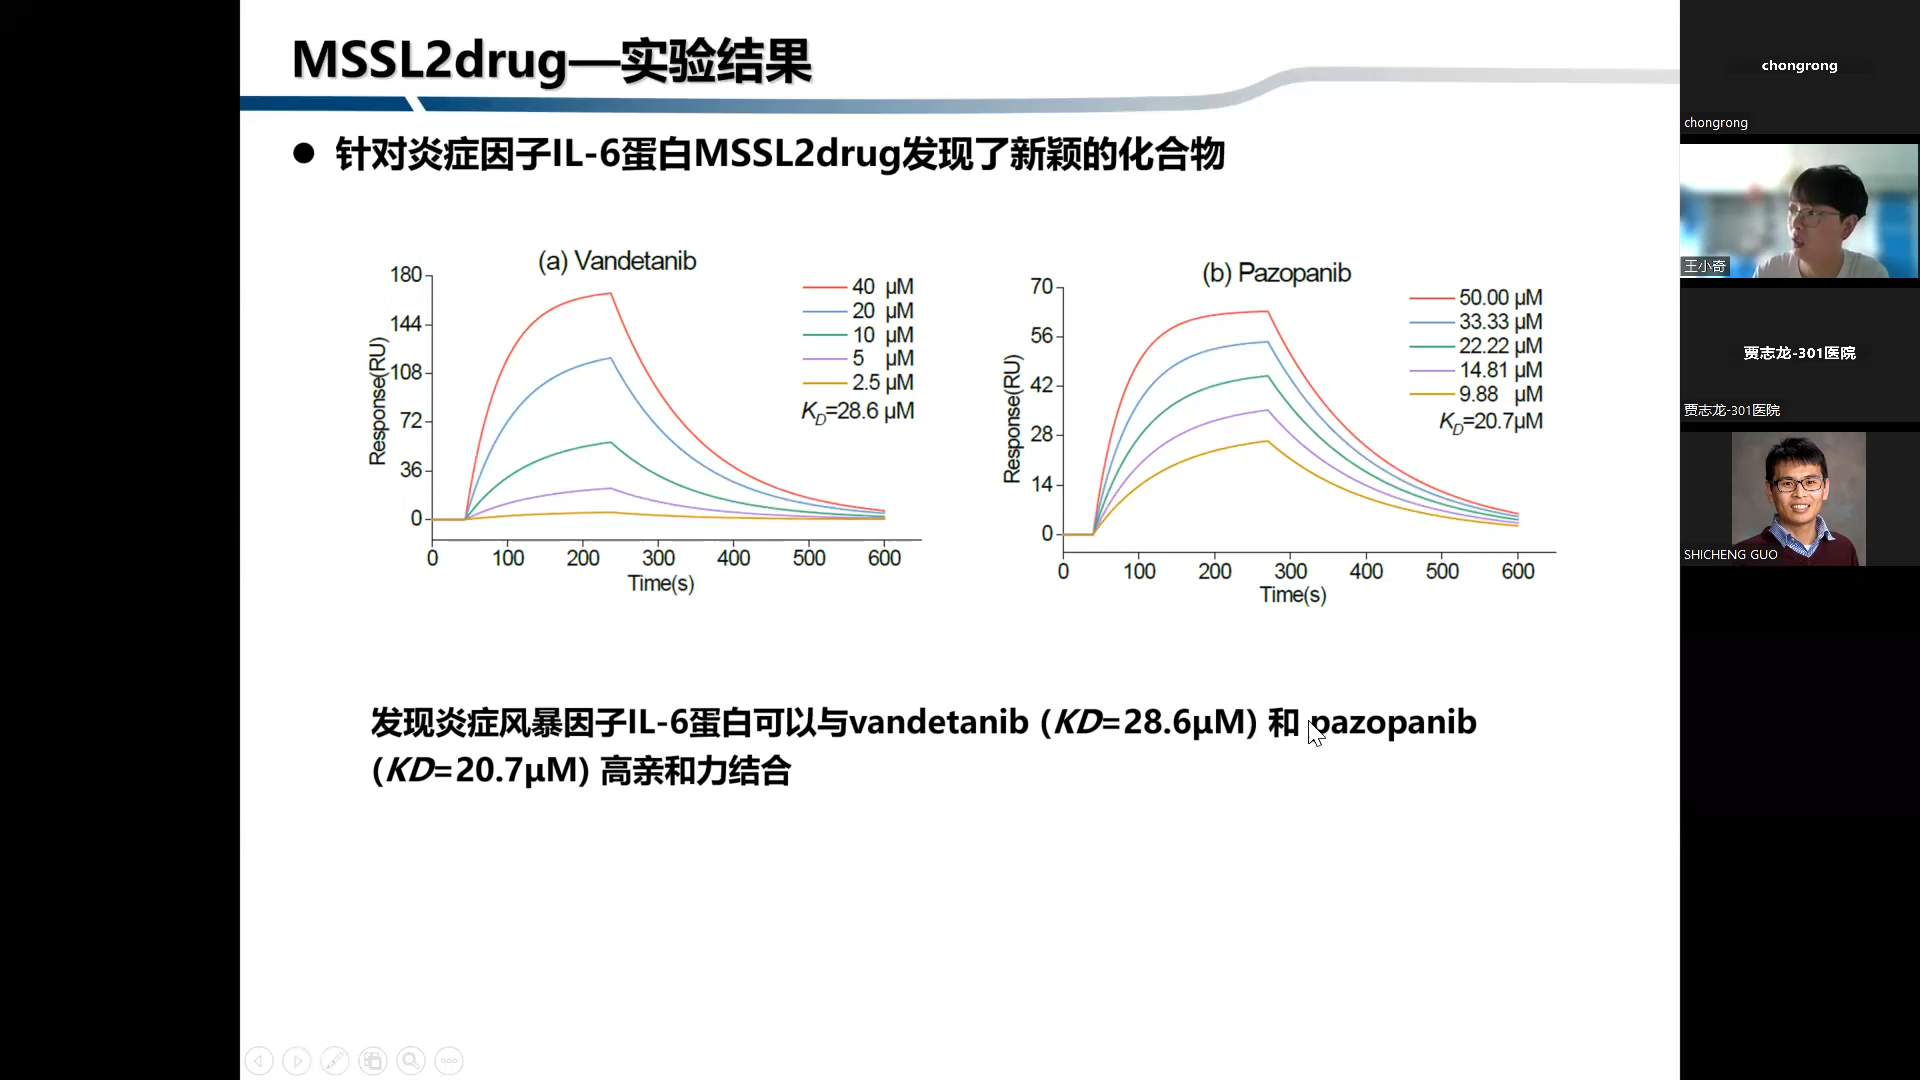 MSSL2drug—实验结果
● 针对炎症因子IL-6蛋白MSSL2drug发现了新颖的化合物
(a) Vandetanib
180
144
108
72
36
0
Response(RU)
0 100 200 300 400 500 600
Time(s)
40 μM
20 μM
10 μM
5 μM
2.5 μM
KD=28.6 μM
(b) Pazopanib
70
56
42
28
14
0
Response(RU)
0 100 200 300 400 500 600
Time(s)
50.00 μM
33.33 μM
22.22 μM
14.81 μM
9.88 μM
KD=20.7μM
发现炎症风暴因子IL-6蛋白可以与vandetanib (KD=28.6μM) 和 pazopanib
(KD=20.7μM) 高亲和力结合
chongrong
chongrong
王小奇
贾志龙-301医院
贾志龙-301医院
SHICHENG GUO